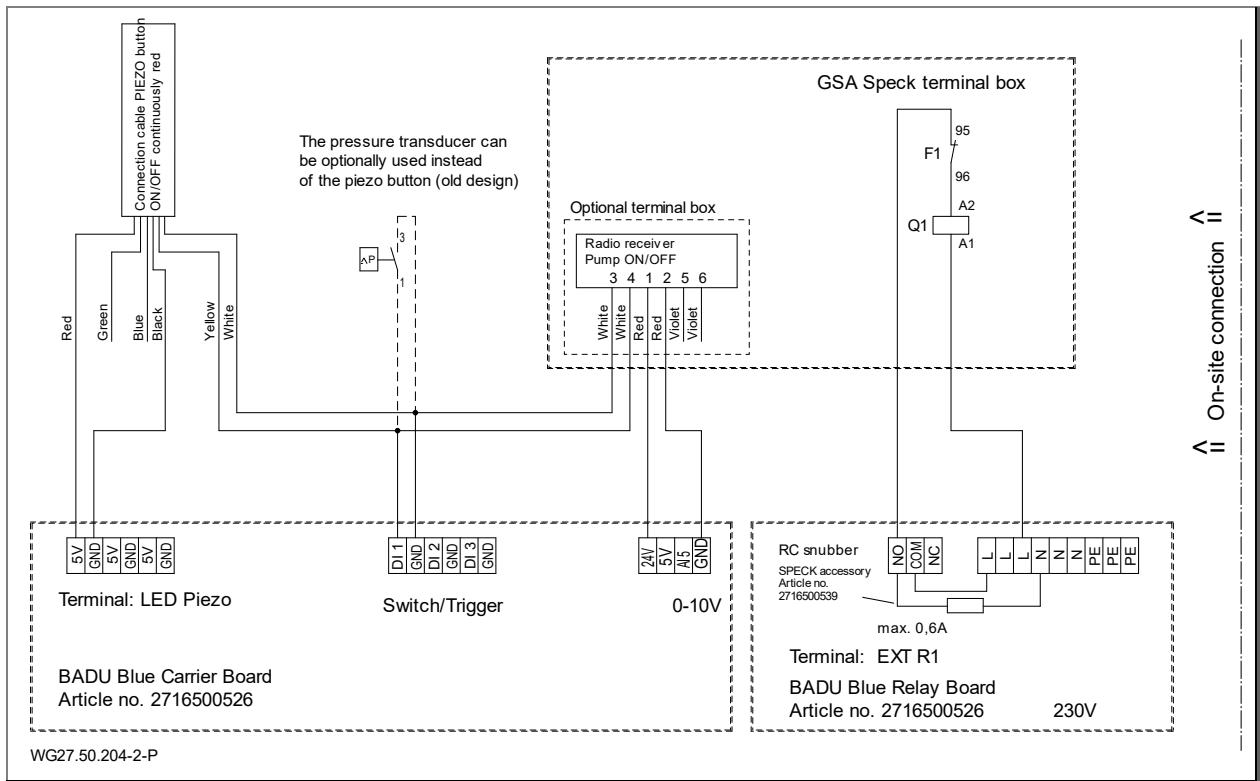 Connection cable PIEZO button
ON/OFF continuously red
The pressure transducer can
be optionally used instead
of the piezo button (old design)
GSA Speck terminal box
95
F1
96
A2
Q1
A1
Optional terminal box
Radio receiver
Pump ON/OFF
3 4 1 2 5 6
White
White
Red
Red
Violet
Violet
3
^P
1
Red
Green
Blue
Black
Yellow
White
<= On-site connection <=
5V
GND
5V
GND
5V
GND
Terminal: LED Piezo
DI 1
GND
DI 2
GND
DI 3
GND
Switch/Trigger
24V
5V
AI 5
GND
0-10V
BADU Blue Carrier Board
Article no. 2716500526
RC snubber
SPECK accessory
Article no.
2716500539
NO
COM
NC
L
L
L
N
N
N
PE
PE
PE
max. 0,6A
Terminal: EXT R1
BADU Blue Relay Board
Article no. 2716500526 230V
WG27.50.204-2-P